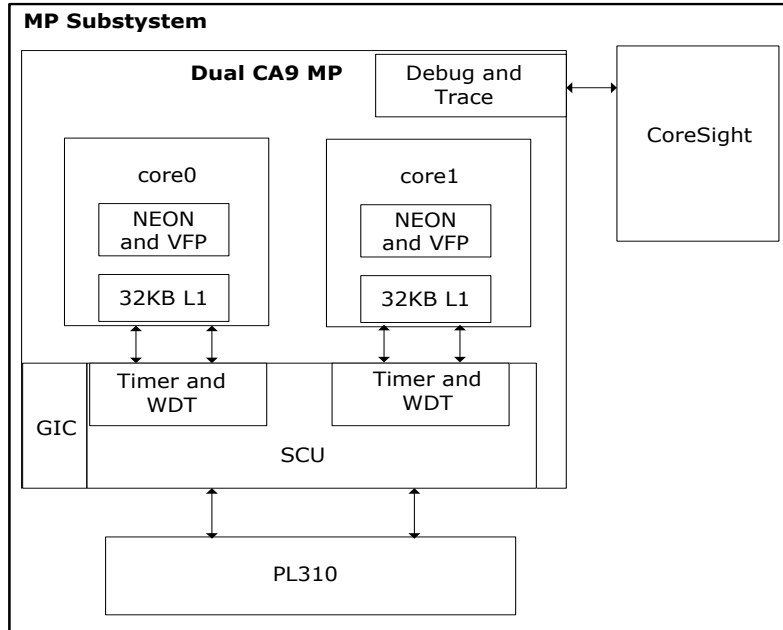 MP Substystem
Dual CA9 MP
Debug and
Trace
CoreSight
core0
NEON
and VFP
32KB L1
core1
NEON
and VFP
32KB L1
Timer and
WDT
Timer and
WDT
GIC
SCU
PL310